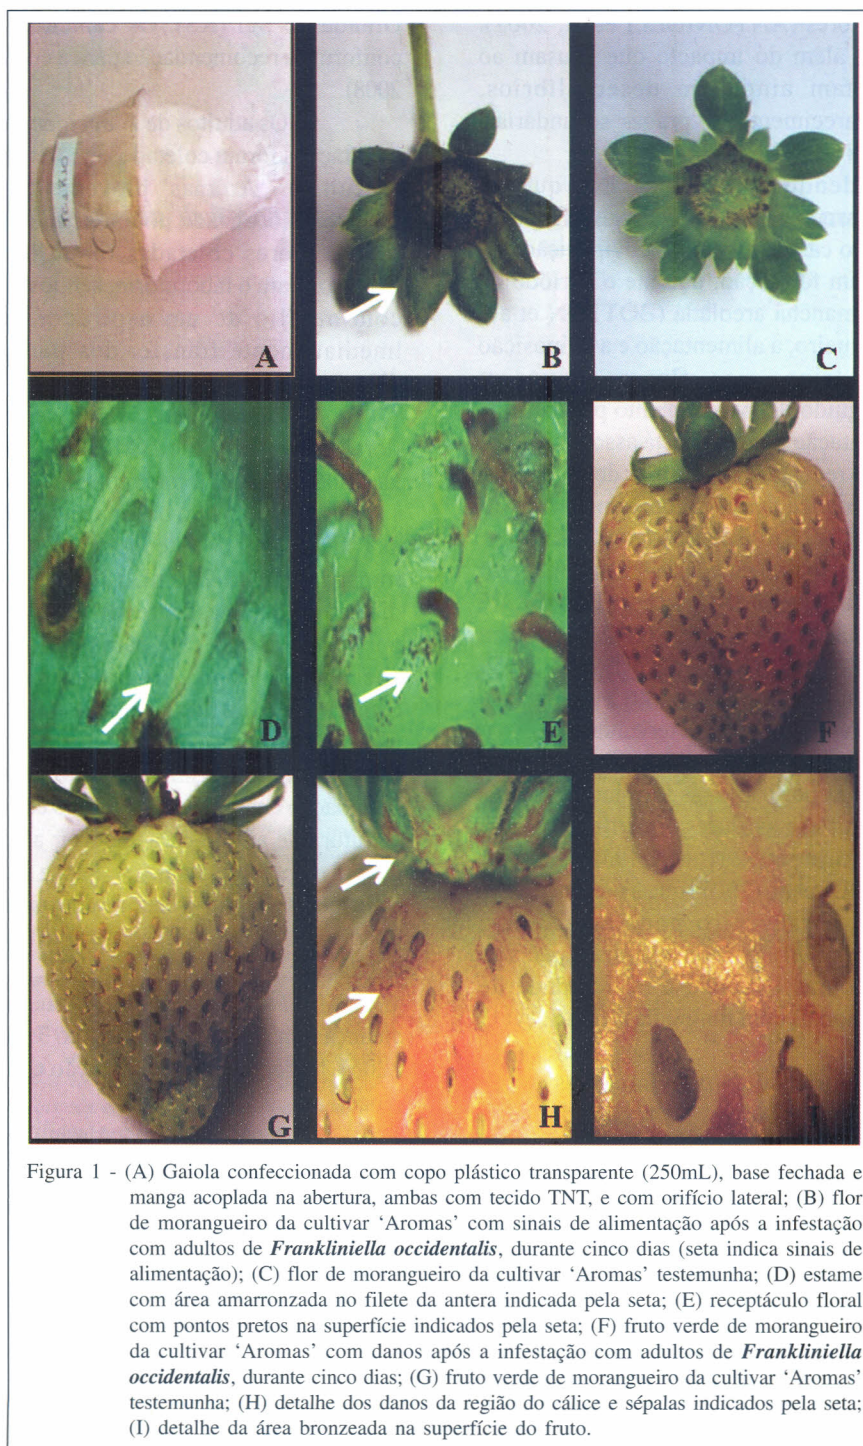 A
B
C
D
E
F
G
H
I
Figura 1 - (A) Gaiola confeccionada com copo plástico transparente (250mL), base fechada e
manga acoplada na abertura, ambas com tecido TNT, e com orifício lateral; (B) flor
de morangueiro da cultivar ‘Aromas’ com sinais de alimentação após a infestação
com adultos de Frankliniella occidentalis, durante cinco dias (seta indica sinais de
alimentação); (C) flor de morangueiro da cultivar ‘Aromas’ testemunha; (D) estame
com área amarronzada no filete da antera indicada pela seta; (E) receptáculo floral
com pontos pretos na superfície indicados pela seta; (F) fruto verde de morangueiro
da cultivar ‘Aromas’ com danos após a infestação com adultos de Frankliniella
occidentalis, durante cinco dias; (G) fruto verde de morangueiro da cultivar ‘Aromas’
testemunha; (H) detalhe dos danos da região do cálice e sépalas indicados pela seta;
(I) detalhe da área bronzeada na superfície do fruto.